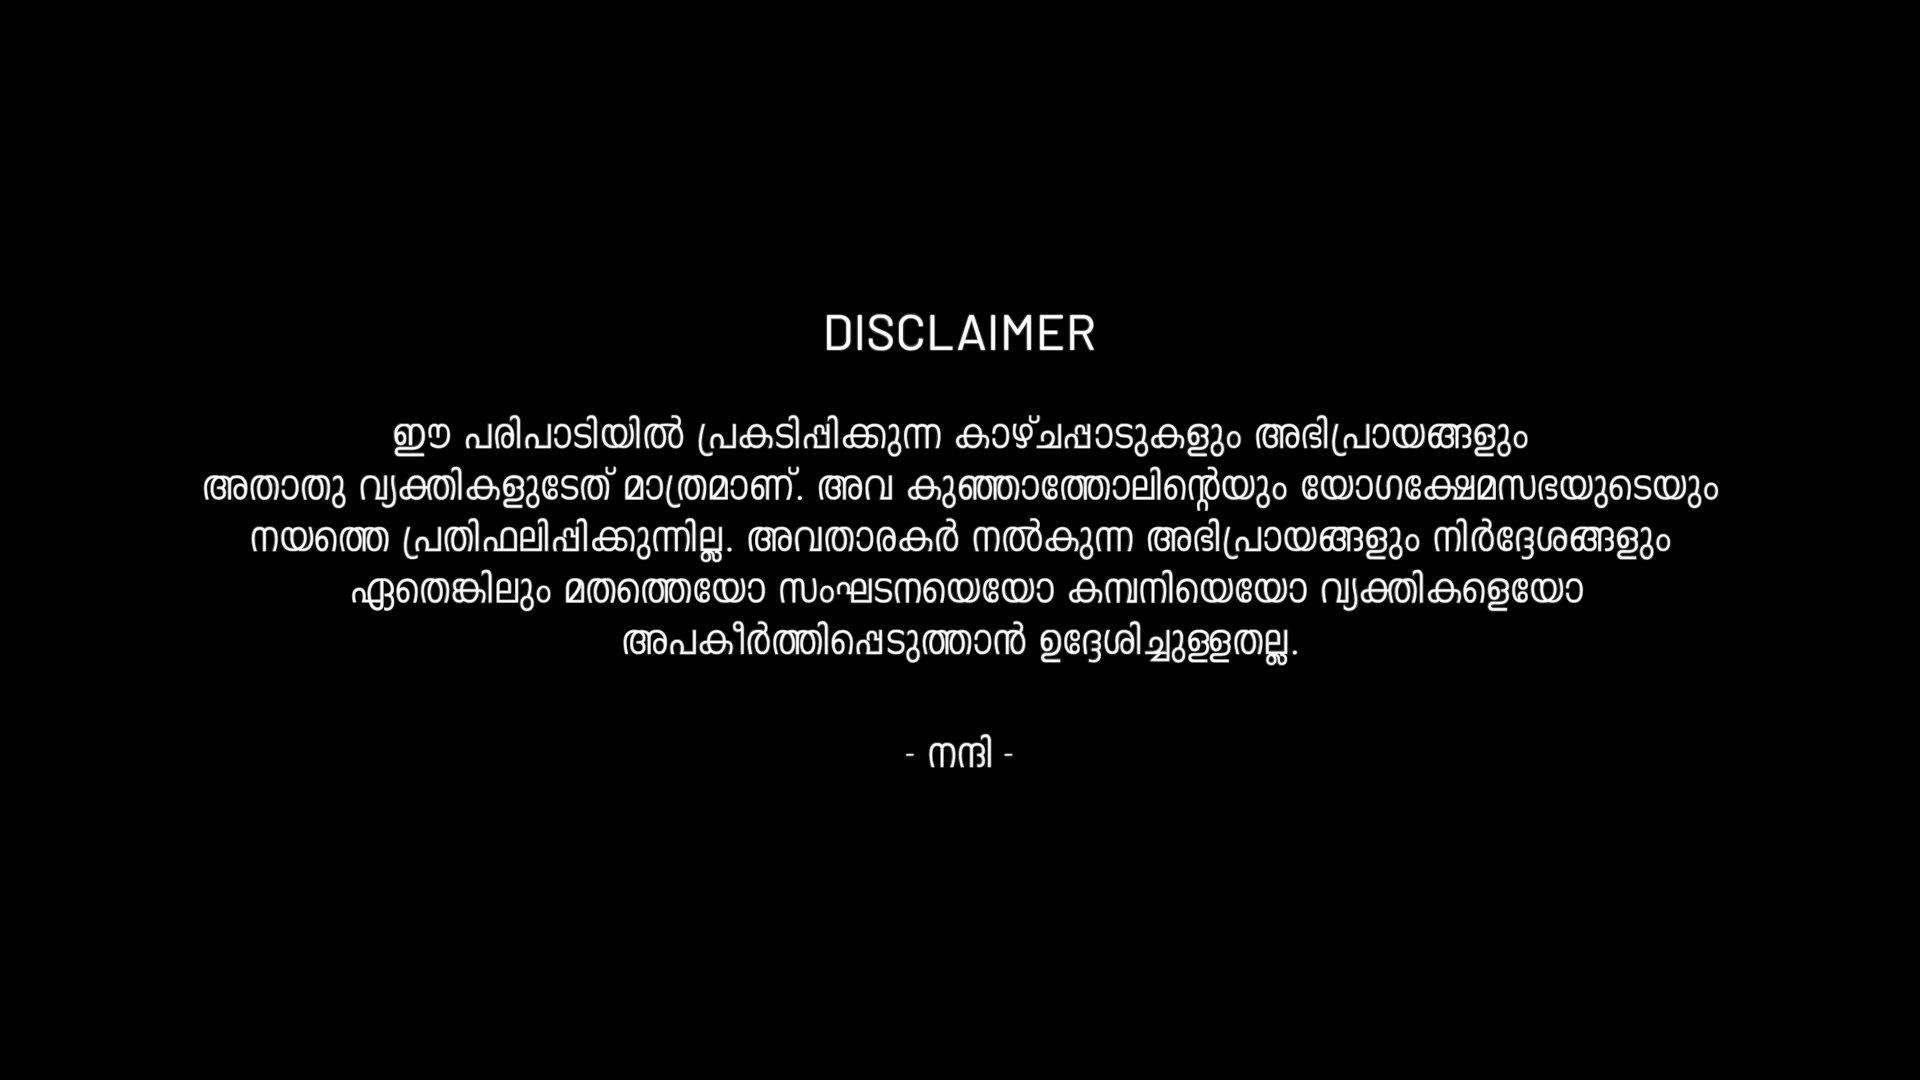 DISCLAIMER
ഈ പരിപാടിയിൽ പ്രകടിപ്പിക്കുന്ന കാഴ്ചപ്പാടുകളും അഭിപ്രായങ്ങളും
അതാതു വ്യക്തികളുടേത് മാത്രമാണ്. അവ കുഞ്ഞാത്തോലിന്റെയും യോഗക്ഷേമസഭയുടെയും
നയത്തെ പ്രതിഫലിപ്പിക്കുന്നില്ല. അവതാരകർ നൽകുന്ന അഭിപ്രായങ്ങളും നിർദ്ദേശങ്ങളും
ഏതെങ്കിലും മതത്തെയോ സംഘടനയെയോ കമ്പനിയെയോ വ്യക്തികളെയോ
അപകീർത്തിപ്പെടുത്താൻ ഉദ്ദേശിച്ചുള്ളതല്ല.
- നന്ദി -